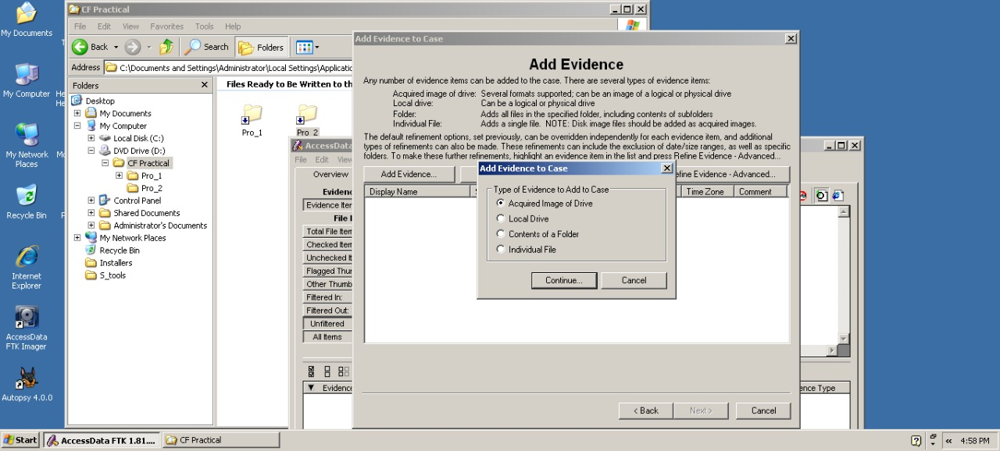 My Documents
My Computer
My Network
Places
Recycle Bin
Internet
Explorer
AccessData
FTK Imager
Autopsy 4.0.0
CF Practical
File Edit View Favorites Tools Help
Back Search Folders
Address C:\Documents and Settings\Administrator\Local Settings\Applicatic
Folders
Desktop
My Documents
My Computer
Local Disk (C:)
DVD Drive (D:)
CF Practical
Pro_1
Pro_2
Control Panel
Shared Documents
Administrator's Documents
My Network Places
Recycle Bin
Installers
S_tools
Files Ready to Be Written to th
Pro_1 Pro_2
AccessData
File Edit View
Overview
Evidenc
Evidence Iter
File I
Total File Item
Checked Item
Unchecked It
Flagged Thur
Other Thumb
Filtered In:
Filtered Out:
Unfiltered
All Items
Evidence
ence Type
Add Evidence to Case
Add Evidence
Any number of evidence items can be added to the case. There are several types of evidence items:
Acquired image of drive: Several formats supported; can be an image of a logical or physical drive
Local drive: Can be a logical or physical drive
Folder: Adds all files in the specified folder, including contents of subfolders
Individual File: Adds a single file. NOTE: Disk image files should be added as acquired images.
The default refinement options, set previously, can be overridden independently for each evidence item, and additional
types of refinements can also be made. These refinements can include the exclusion of date/size ranges, as well as specific
folders. To make these further refinements, highlight an evidence item in the list and press Refine Evidence - Advanced...
Add Evidence... efine Evidence - Advanced...
Display Name Time Zone Comment
Add Evidence to Case
Type of Evidence to Add to Case
Acquired Image of Drive
Local Drive
Contents of a Folder
Individual File
Continue... Cancel
< Back Next > Cancel
Start AccessData FTK 1.81.... CF Practical 4:58 PM